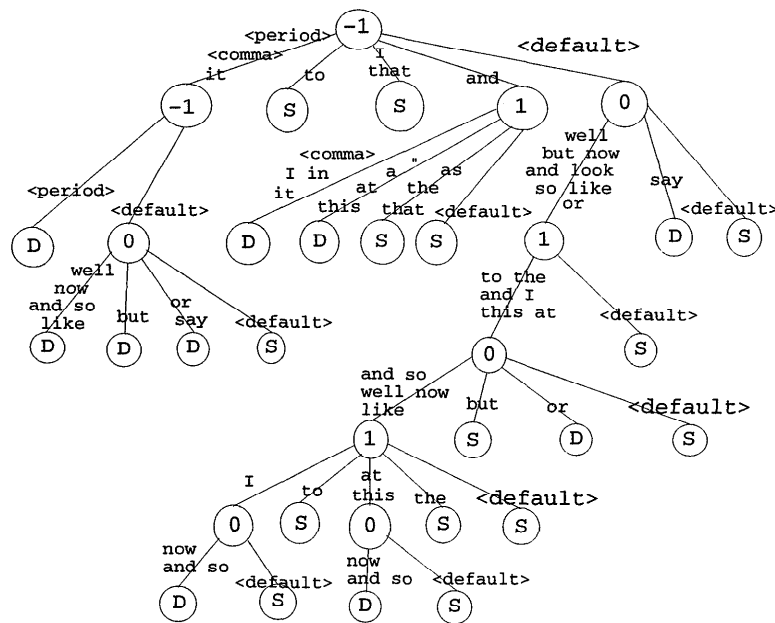 -1
<period>
<comma>
it
to
I
that
and
<default>
-1
S
S
1
0
<period>
<default>
<comma>
I in
it
a "
at
this
as
the
that
<default>
well
but now
and look
so like
or
say
<default>
D
0
D
D
S
S
1
D
S
well
now
and so
like
but
or
say
<default>
to the
and I
this at
<default>
D
D
D
S
0
S
and so
well now
like
but
or
<default>
1
S
D
S
I
to
at
this
the
<default>
0
S
0
S
S
now
and so
<default>
now
and so
<default>
D
S
D
S